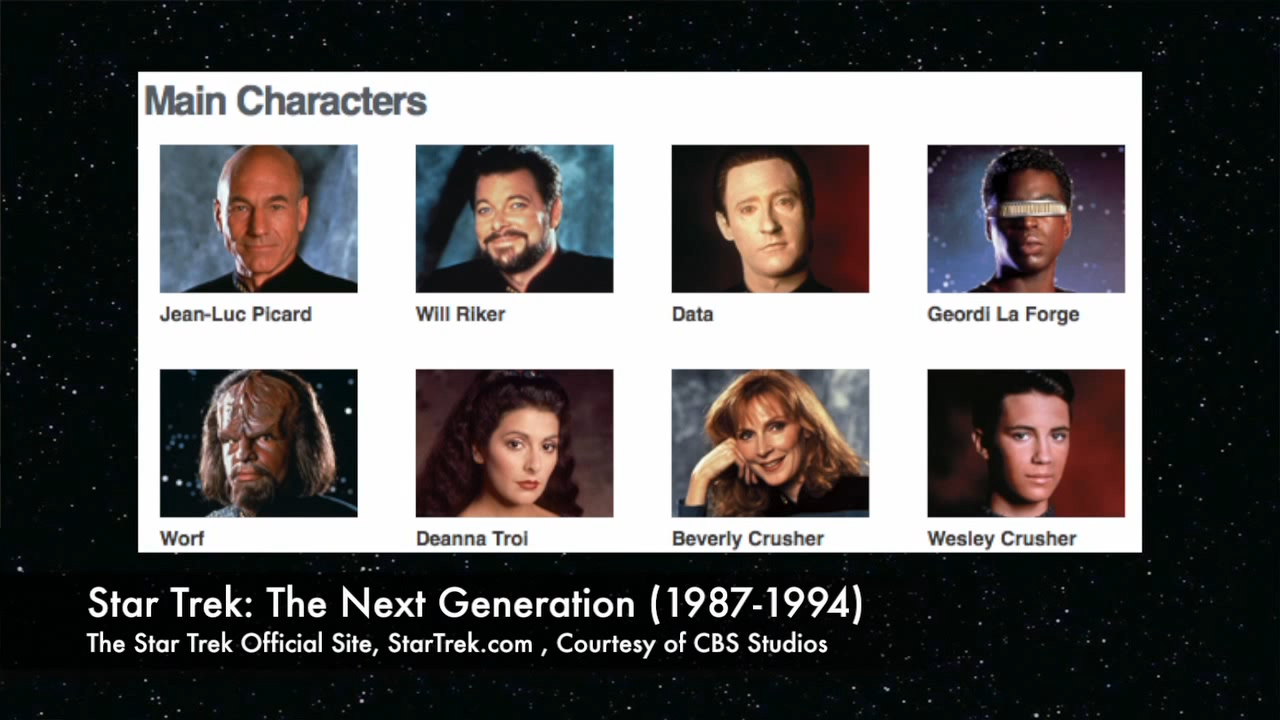 Main Characters
Jean-Luc Picard
Will Riker
Data
Geordi La Forge
Worf
Deanna Troi
Beverly Crusher
Wesley Crusher
Star Trek: The Next Generation (1987-1994)
The Star Trek Official Site, StarTrek.com , Courtesy of CBS Studios